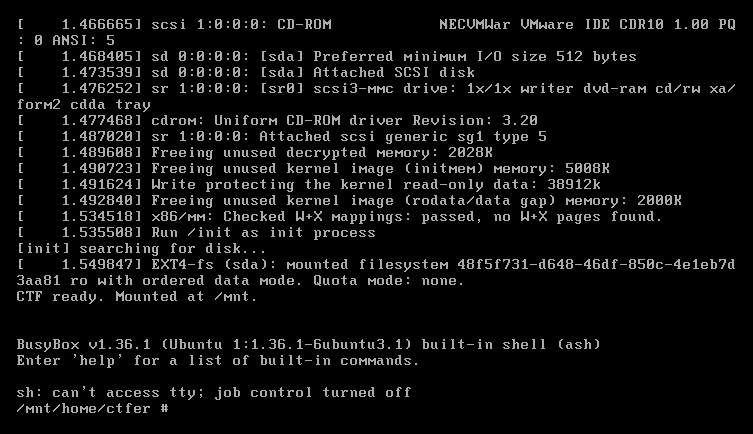 [    1.466665] scsi 1:0:0:0: CD-ROM            NECVMWar VMware IDE CDR10 1.00 PQ
: 0 ANSI: 5
[    1.468405] sd 0:0:0:0: [sda] Preferred minimum I/O size 512 bytes
[    1.473539] sd 0:0:0:0: [sda] Attached SCSI disk
[    1.476252] sr 1:0:0:0: [sr0] scsi3-mmc drive: 1x/1x writer dvd-ram cd/rw xa/
form2 cdda tray
[    1.477468] cdrom: Uniform CD-ROM driver Revision: 3.20
[    1.487020] sr 1:0:0:0: Attached scsi generic sg1 type 5
[    1.489608] Freeing unused decrypted memory: 2028K
[    1.490723] Freeing unused kernel image (initmem) memory: 5008K
[    1.491624] Write protecting the kernel read-only data: 38912k
[    1.492840] Freeing unused kernel image (rodata/data gap) memory: 2000K
[    1.534518] x86/mm: Checked W+X mappings: passed, no W+X pages found.
[    1.535508] Run /init as init process
[init] searching for disk...
[    1.549847] EXT4-fs (sda): mounted filesystem 48f5f731-d648-46df-850c-4e1eb7d
3aa81 ro with ordered data mode. Quota mode: none.
CTF ready. Mounted at /mnt.
BusyBox v1.36.1 (Ubuntu 1:1.36.1-6ubuntu3.1) built-in shell (ash)
Enter 'help' for a list of built-in commands.
sh: can't access tty; job control turned off
/mnt/home/ctfer #